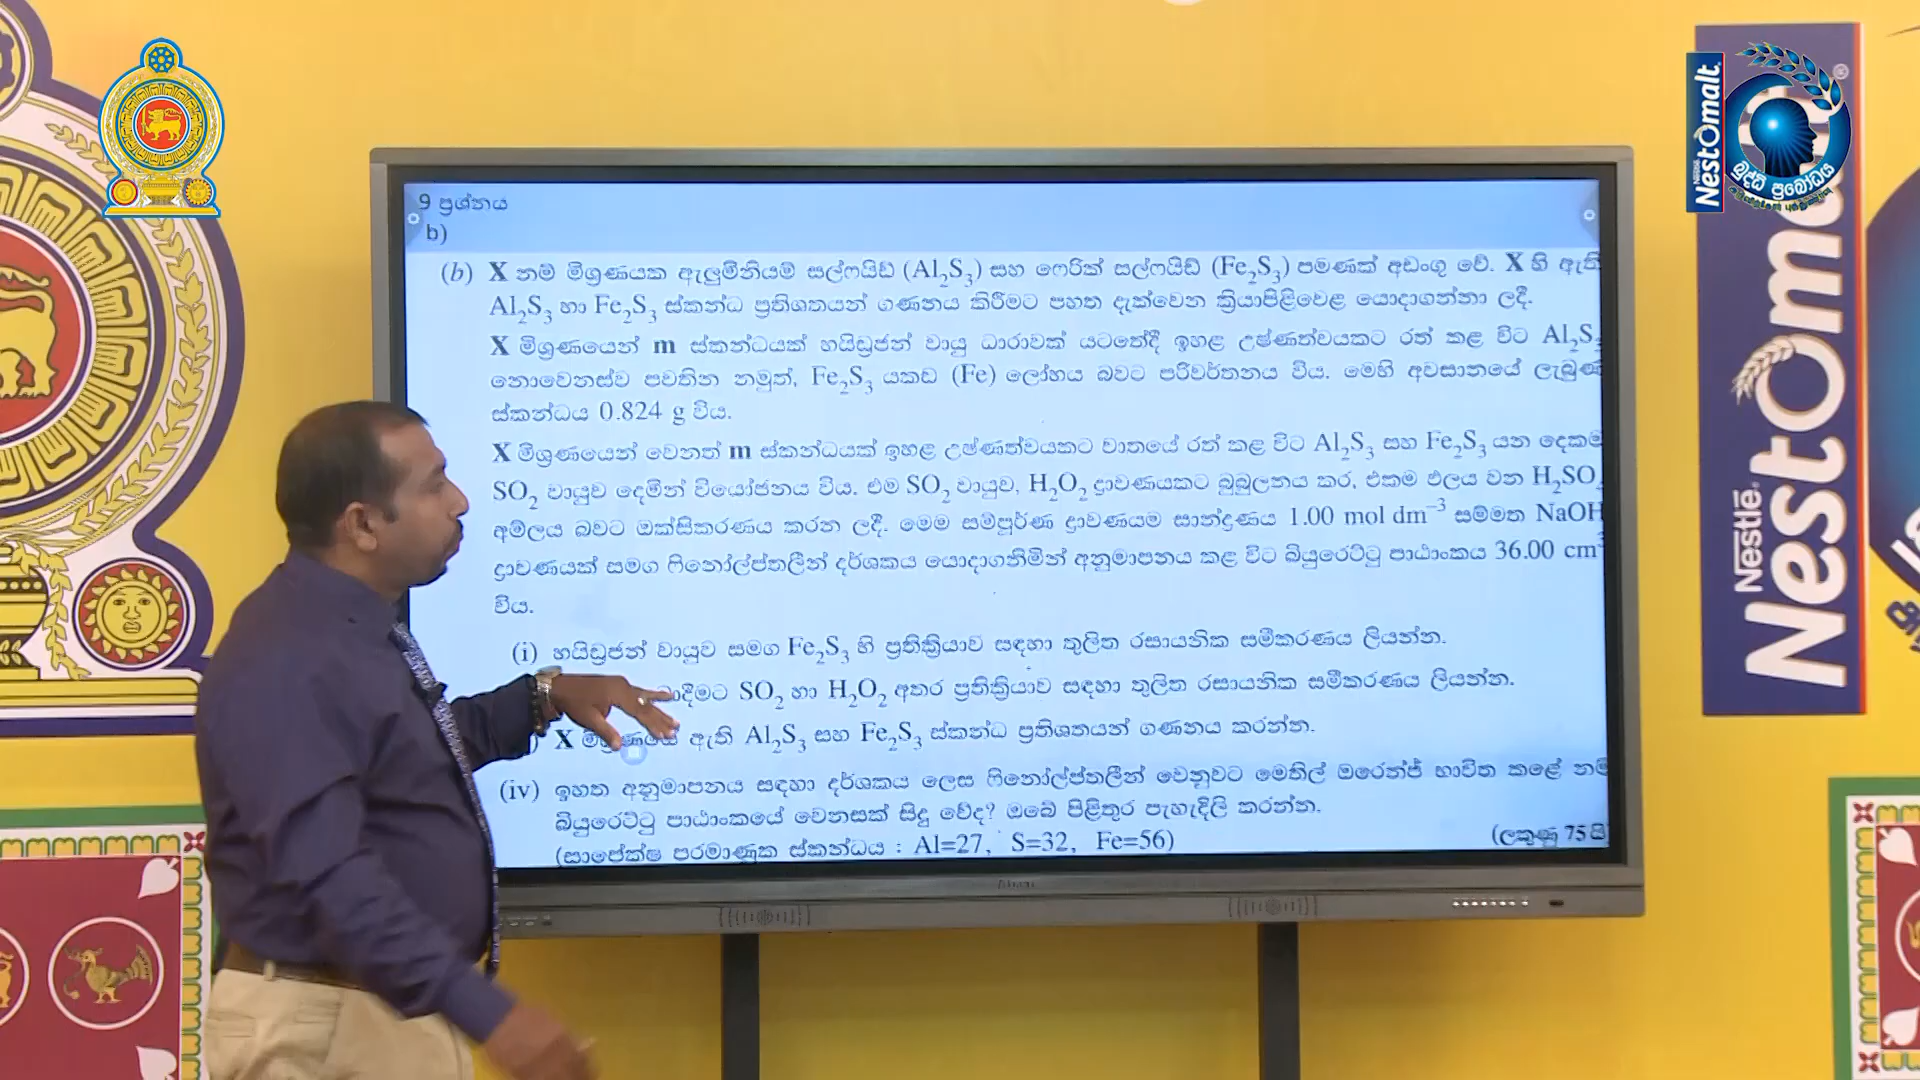 9 ප්‍රශ්නය
b)
(b) X නම් මිශ්‍රණයක ඇලුමිනියම් සල්ෆයිඩ් (Al₂S₃) සහ ෆෙරික් සල්ෆයිඩ් (Fe₂S₃) පමණක් අඩංගු වේ. X හි ඇති
Al₂S₃ හා Fe₂S₃ ස්කන්ධ ප්‍රතිශතයන් ගණනය කිරීමට පහත දැක්වෙන ක්‍රියාපිළිවෙළ යොදාගන්නා ලදී.
X මිශ්‍රණයෙන් m ස්කන්ධයක් හයිඩ්‍රජන් වායු ධාරාවක් යටතේදී ඉහළ උෂ්ණත්වයකට රත් කළ විට Al₂S₃
නොවෙනස්ව පවතින නමුත්, Fe₂S₃ යකඩ (Fe) ලෝහය බවට පරිවර්තනය විය. මෙහි අවසානයේ ලැබුණ
ස්කන්ධය 0.824 g විය.
X මිශ්‍රණයෙන් වෙනත් m ස්කන්ධයක් ඉහළ උෂ්ණත්වයකට වාතයේ රත් කළ විට Al₂S₃ සහ Fe₂S₃ යන දෙකම
SO₂ වායුව දෙමින් වියෝජනය විය. එම SO₂ වායුව, H₂O₂ ද්‍රාවණයකට බුබුලනය කර, එකම ඵලය වන H₂SO₄
අම්ලය බවට ඔක්සිකරණය කරන ලදී. මෙම සම්පූර්ණ ද්‍රාවණයම සාන්ද්‍රණය 1.00 mol dm⁻³ සම්මත NaOH
ද්‍රාවණයක් සමග ෆිනෝල්ප්තලීන් දර්ශකය යොදාගනිමින් අනුමාපනය කළ විට බියුරෙට්ටු පාඨාංකය 36.00 cm³
විය.
(i) හයිඩ්‍රජන් වායුව සමග Fe₂S₃ හි ප්‍රතික්‍රියාව සඳහා තුලිත රසායනික සමීකරණය ලියන්න.
SO₂ හා H₂O₂ අතර ප්‍රතික්‍රියාව සඳහා තුලිත රසායනික සමීකරණය ලියන්න.
X මිශ්‍රණයේ ඇති Al₂S₃ සහ Fe₂S₃ ස්කන්ධ ප්‍රතිශතයන් ගණනය කරන්න.
(iv) ඉහත අනුමාපනය සඳහා දර්ශකය ලෙස ෆිනෝල්ප්තලීන් වෙනුවට මෙතිල් ඔරේන්ජ් භාවිත කළේ නම්
බියුරෙට්ටු පාඨාංකයේ වෙනසක් සිදු වේද? ඔබේ පිළිතුර පැහැදිලි කරන්න.
(සාපේක්ෂ පරමාණුක ස්කන්ධය : Al=27, S=32, Fe=56)
(ලකුණු 75
Nestlé
NESTOMALT
බුද්ධි ප්‍රබෝධය
Nestlé
NESTOMALT